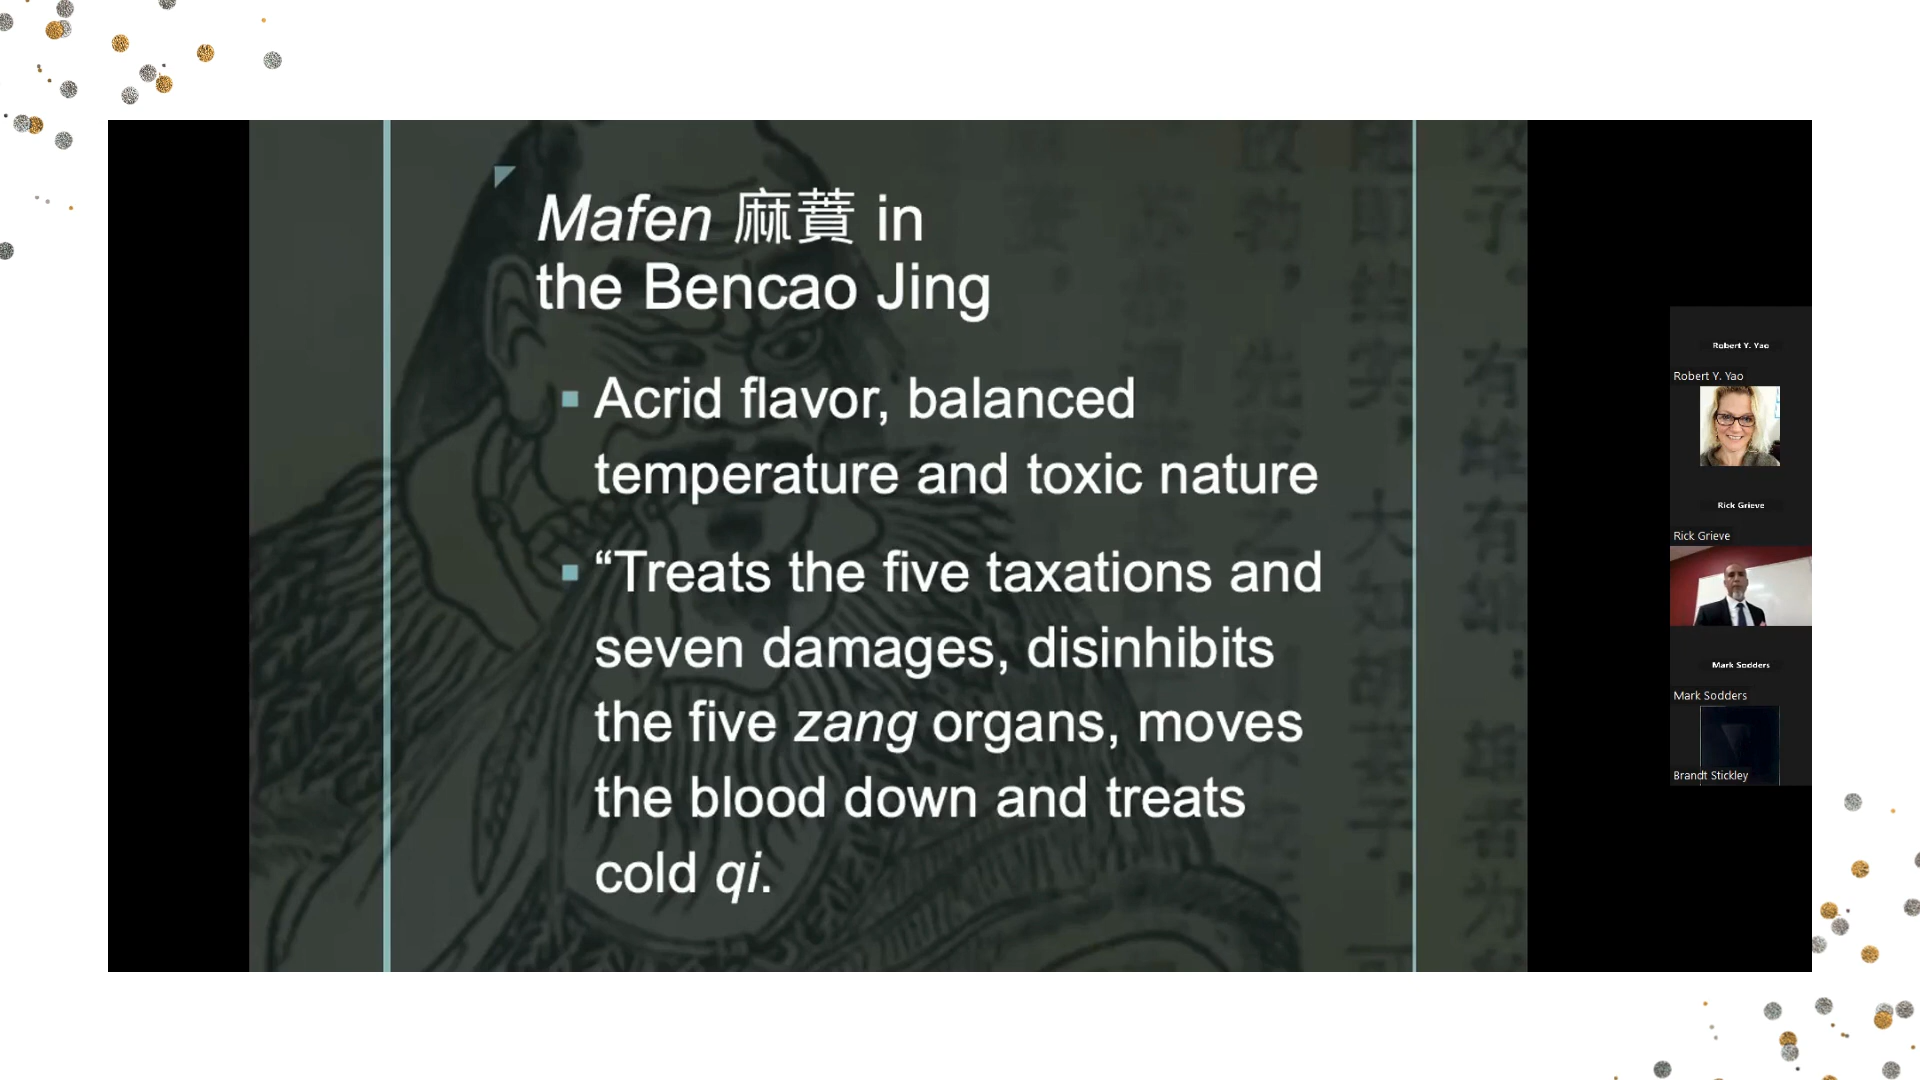 Mafen 麻蕡 in
the Bencao Jing
Acrid flavor, balanced
temperature and toxic nature
“Treats the five taxations and
seven damages, disinhibits
the five zang organs, moves
the blood down and treats
cold qi.
Robert Y. Yao
Robert Y. Yao
Rick Grieve
Rick Grieve
Mark Sodders
Mark Sodders
Brandt Stickley